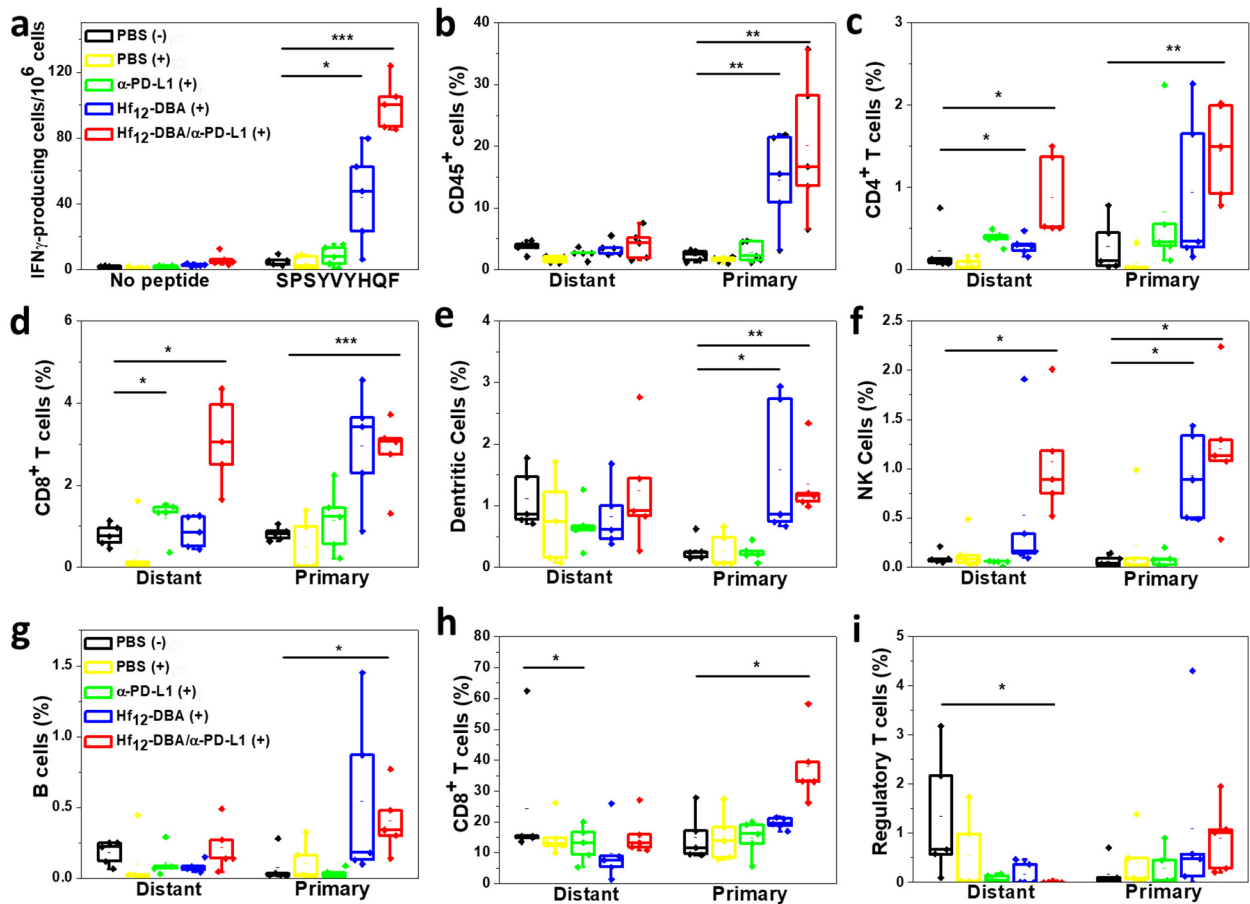 a
IFNγ-producing cells/10⁶ cells
120
80
40
0
PBS (-)
PBS (+)
α-PD-L1 (+)
Hf₁₂-DBA (+)
Hf₁₂-DBA/α-PD-L1 (+)
***
*
No peptide SPSYVYHQF
b
CD45⁺ cells (%)
40
30
20
10
0
**
**
Distant Primary
c
CD4⁺ T cells (%)
3
2
1
0
**
*
*
Distant Primary
d
CD8⁺ T cells (%)
6
4
2
0
*
***
*
Distant Primary
e
Dentritic Cells (%)
4
3
2
1
0
**
*
Distant Primary
f
NK Cells (%)
2.5
2.0
1.5
1.0
0.5
0.0
*
*
*
Distant Primary
g
B cells (%)
1.5
1.0
0.5
0.0
PBS (-)
PBS (+)
α-PD-L1 (+)
Hf₁₂-DBA (+)
Hf₁₂-DBA/α-PD-L1 (+)
*
Distant Primary
h
CD8⁺ T cells (%)
80
70
60
50
40
30
20
10
0
*
*
Distant Primary
i
Regulatory T cells (%)
5
4
3
2
1
0
*
Distant Primary